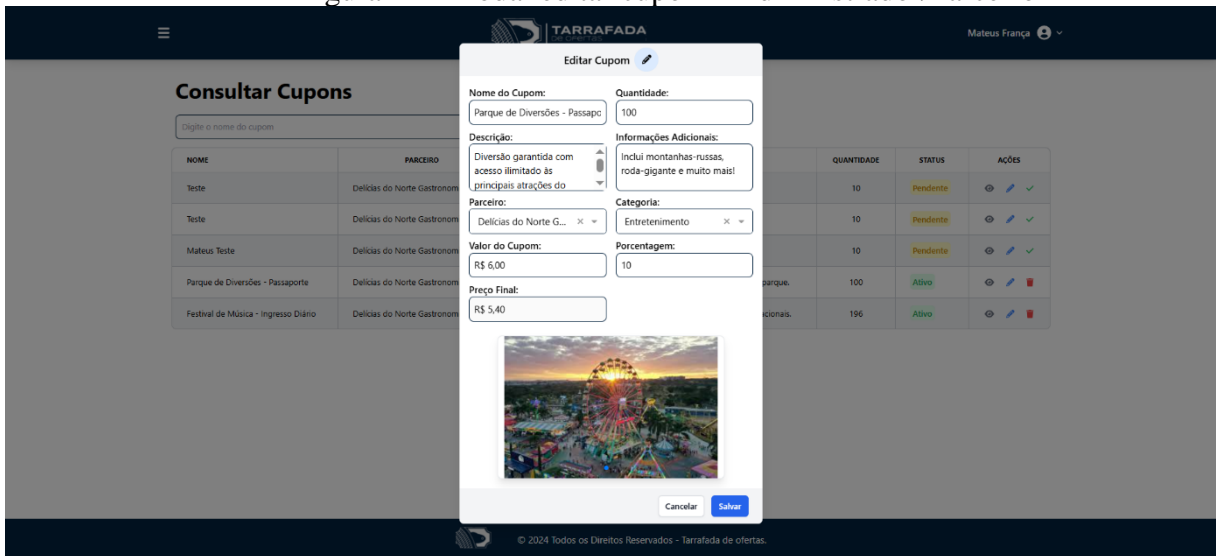 TARRAFADA
DE OFERTAS
Mateus França
Editar Cupom
Consultar Cupons
Digite o nome do cupom
Nome do Cupom:
Quantidade:
Parque de Diversões - Passapo
100
Descrição:
Informações Adicionais:
Diversão garantida com
acesso ilimitado às
principais atrações do
Inclui montanhas-russas,
roda-gigante e muito mais!
Parceiro:
Categoria:
Delícias do Norte G...
Entretenimento
Valor do Cupom:
Porcentagem:
R$ 6,00
10
Preço Final:
R$ 5,40
Cancelar
Salvar
NOME
PARCEIRO
QUANTIDADE
STATUS
AÇÕES
Teste
Delícias do Norte Gastronom
10
Pendente
Teste
Delícias do Norte Gastronom
10
Pendente
Mateus Teste
Delícias do Norte Gastronom
10
Pendente
Parque de Diversões - Passaporte
Delícias do Norte Gastronom
parque.
100
Ativo
Festival de Música - Ingresso Diário
Delícias do Norte Gastronom
acionais.
196
Ativo
© 2024 Todos os Direitos Reservados - Tarrafada de ofertas.